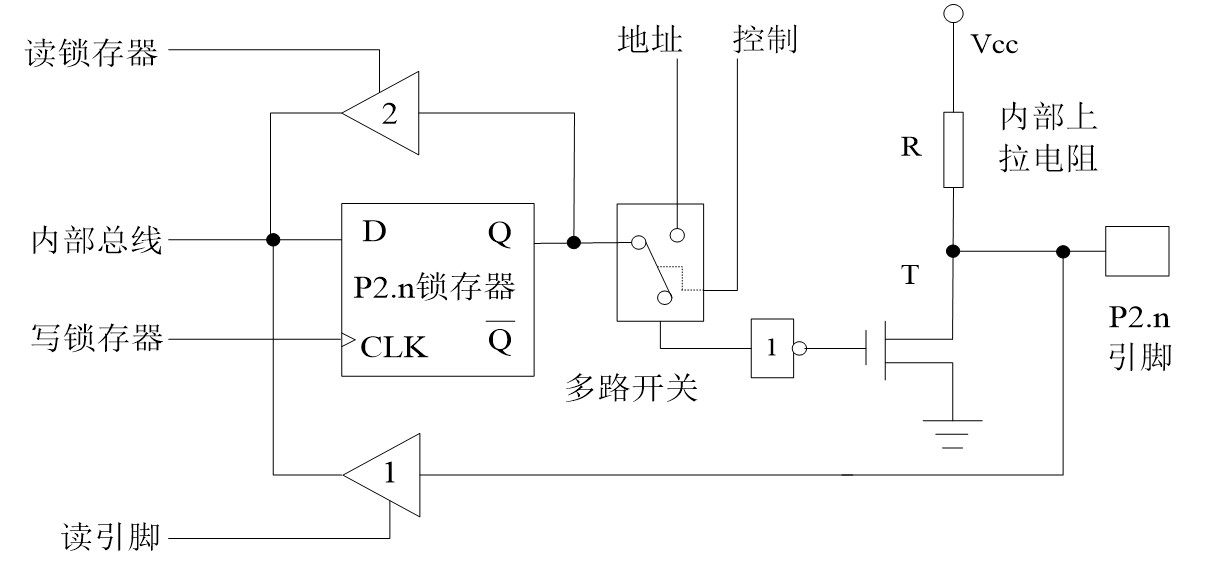 读锁存器
地址
控制
Vcc
2
R
内部上
拉电阻
内部总线
D
Q
P2.n锁存器
T
写锁存器
CLK
Q̅
1
P2.n
引脚
多路开关
1
读引脚